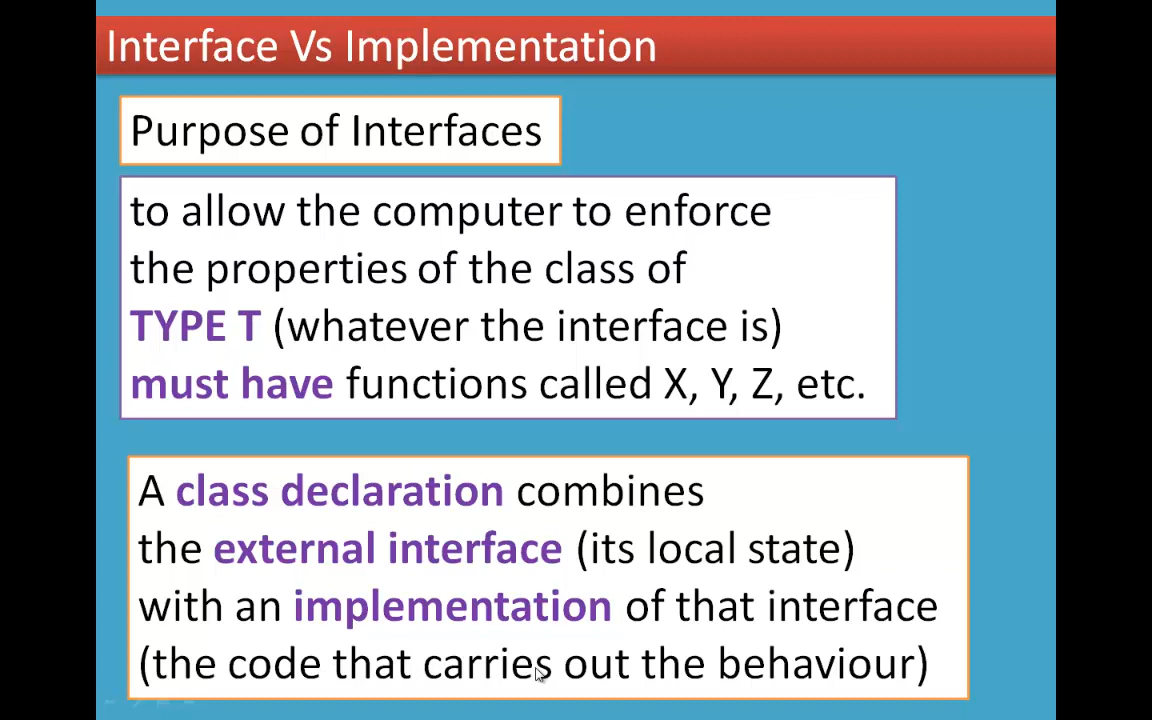 Interface Vs Implementation
Purpose of Interfaces
to allow the computer to enforce
the properties of the class of
TYPE T (whatever the interface is)
must have functions called X, Y, Z, etc.
A class declaration combines
the external interface (its local state)
with an implementation of that interface
(the code that carries out the behaviour)